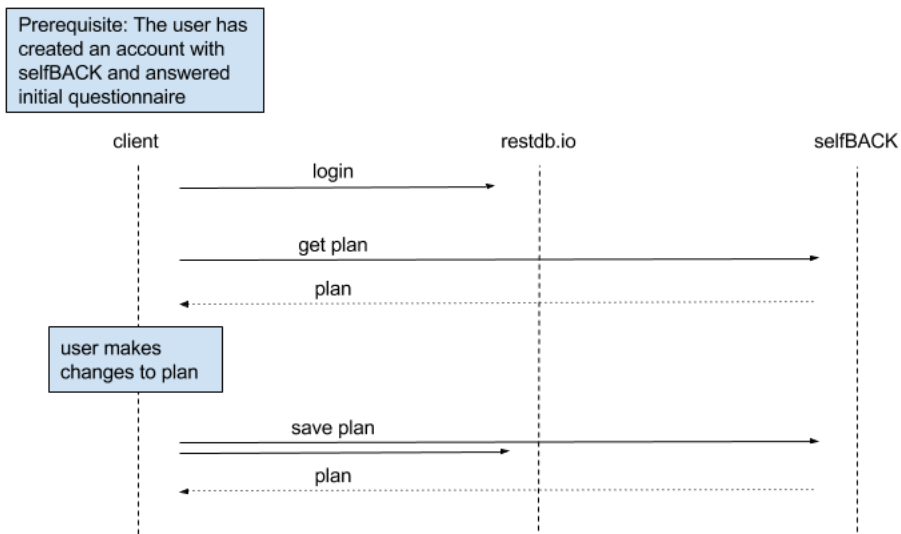 Prerequisite: The user has
created an account with
selfBACK and answered
initial questionnaire
client
restdb.io
selfBACK
login
get plan
plan
user makes
changes to plan
save plan
plan